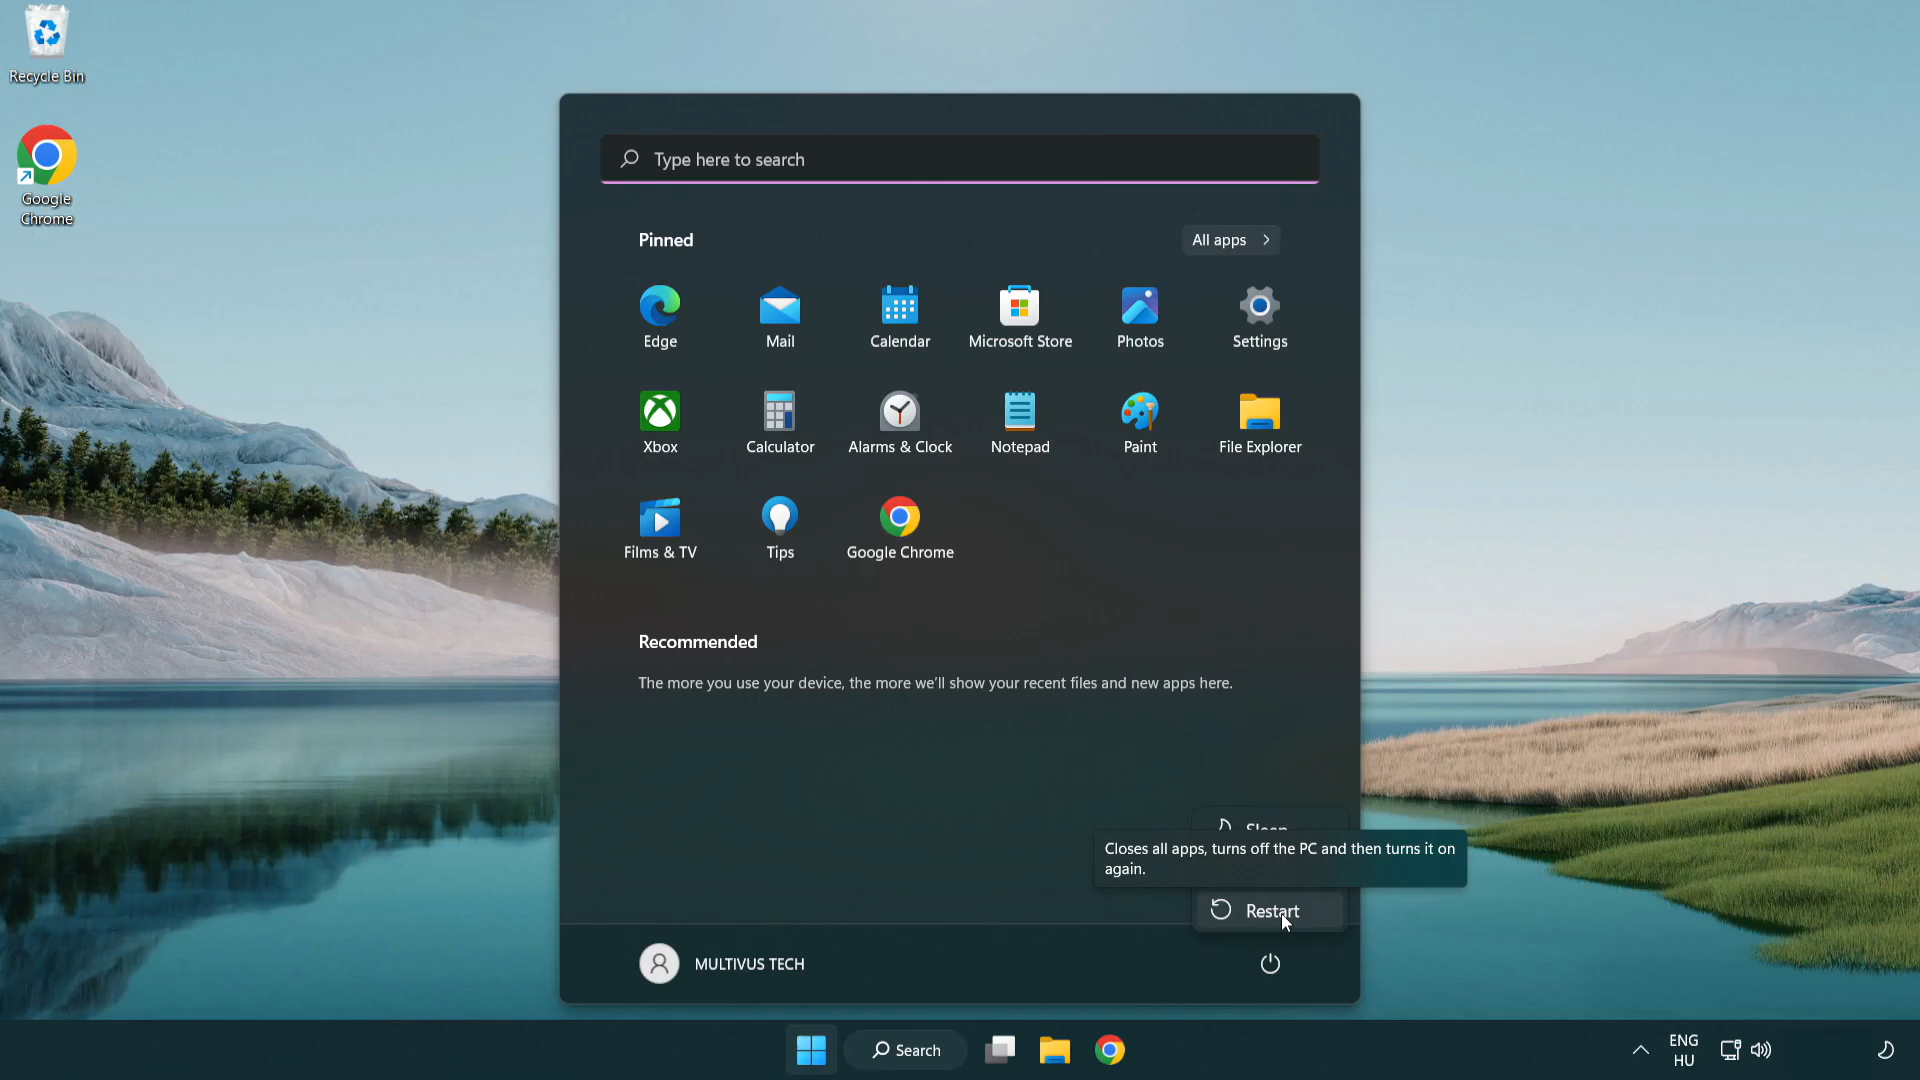 Recycle Bin
Google
Chrome
Type here to search
Pinned
All apps
Edge
Mail
Calendar
Microsoft Store
Photos
Settings
Xbox
Calculator
Alarms & Clock
Notepad
Paint
File Explorer
Films & TV
Tips
Google Chrome
Recommended
The more you use your device, the more we'll show your recent files and new apps here.
Sleep
Closes all apps, turns off the PC and then turns it on
again.
Restart
MULTIVUS TECH
Search
ENG
HU